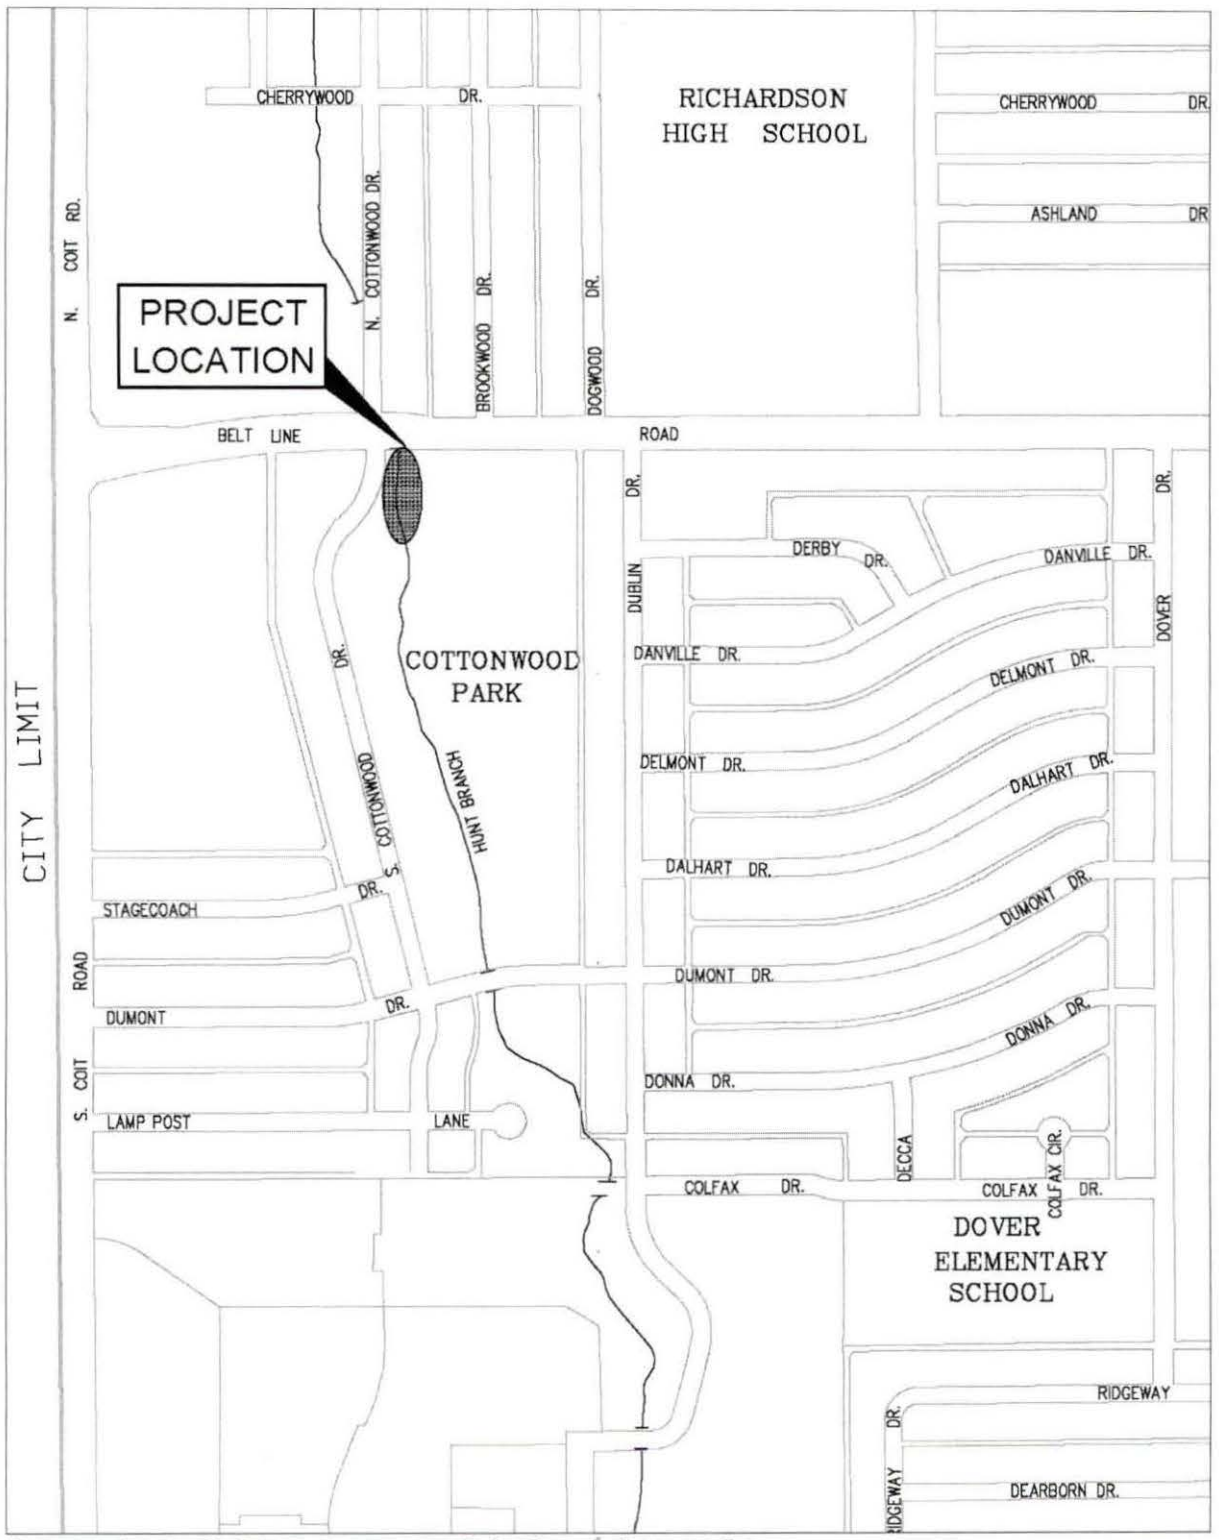 CHERRYWOOD DR.
RICHARDSON
HIGH SCHOOL
CHERRYWOOD DR.
ASHLAND DR
N. COIT RD.
N. COTTONWOOD DR.
BROOKWOOD DR.
DOGWOOD DR.
PROJECT
LOCATION
BELT LINE ROAD
DUBLIN DR.
DERBY DR.
DANVILLE DR.
DOVER DR.
DANVILLE DR.
COTTONWOOD
PARK
DELMONT DR.
DELMONT DR.
DALHART DR.
DALHART DR.
HUNT BRANCH
S. COTTONWOOD DR.
CITY LIMIT
STAGECOACH DR.
DUMONT DR.
DUMONT DR.
DUMONT DR.
DONNA DR.
DONNA DR.
S. COIT ROAD
LAMP POST LANE
DECCA
COLFAX CIR.
COLFAX DR.
COLFAX DR.
DOVER
ELEMENTARY
SCHOOL
RIDGEWAY
RIDGEWAY DR.
DEARBORN DR.